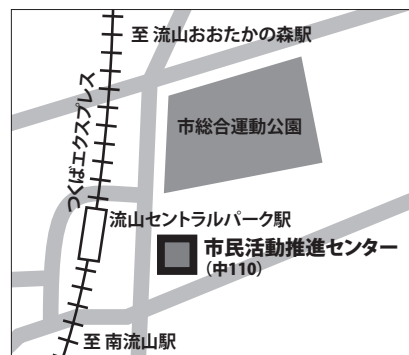 至 流山おおたかの森駅
つくばエクスプレス
市総合運動公園
流山セントラルパーク駅
市民活動推進センター
(中110)
至 南流山駅